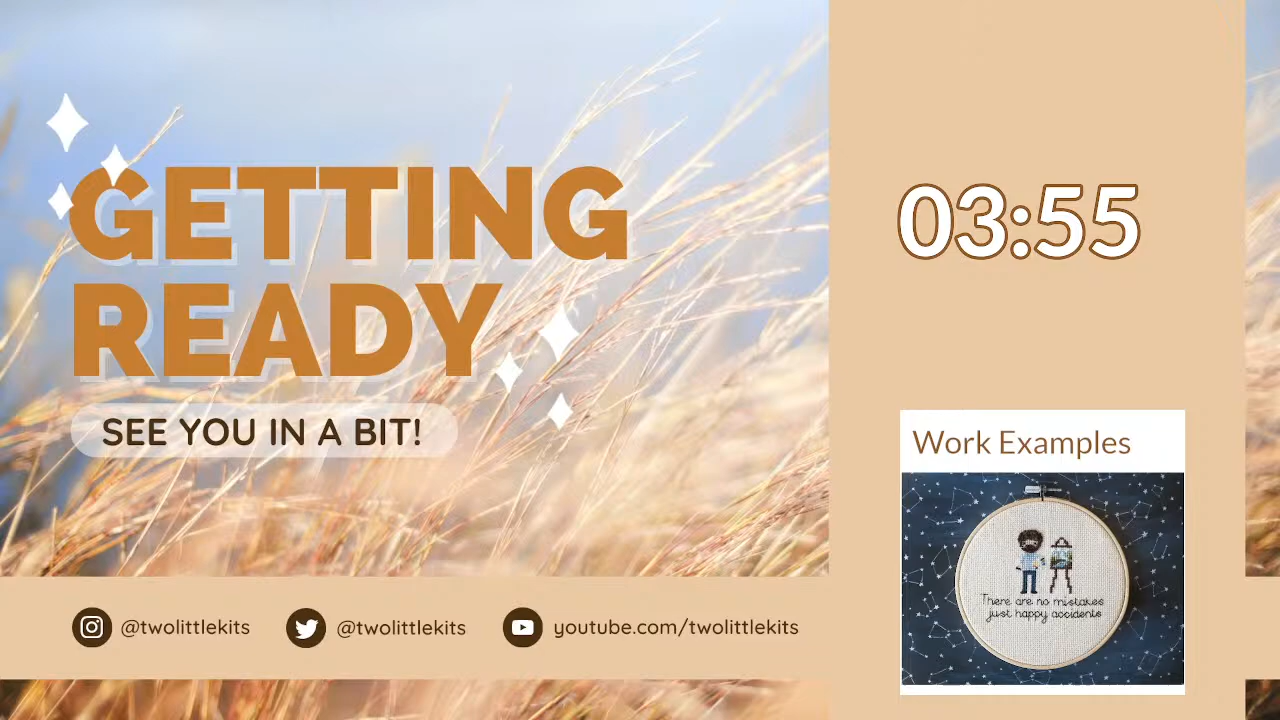 GETTING
READY
SEE YOU IN A BIT!
03:55
Work Examples
There are no mistakes
just happy accidents
@twolittlekits
@twolittlekits
youtube.com/twolittlekits